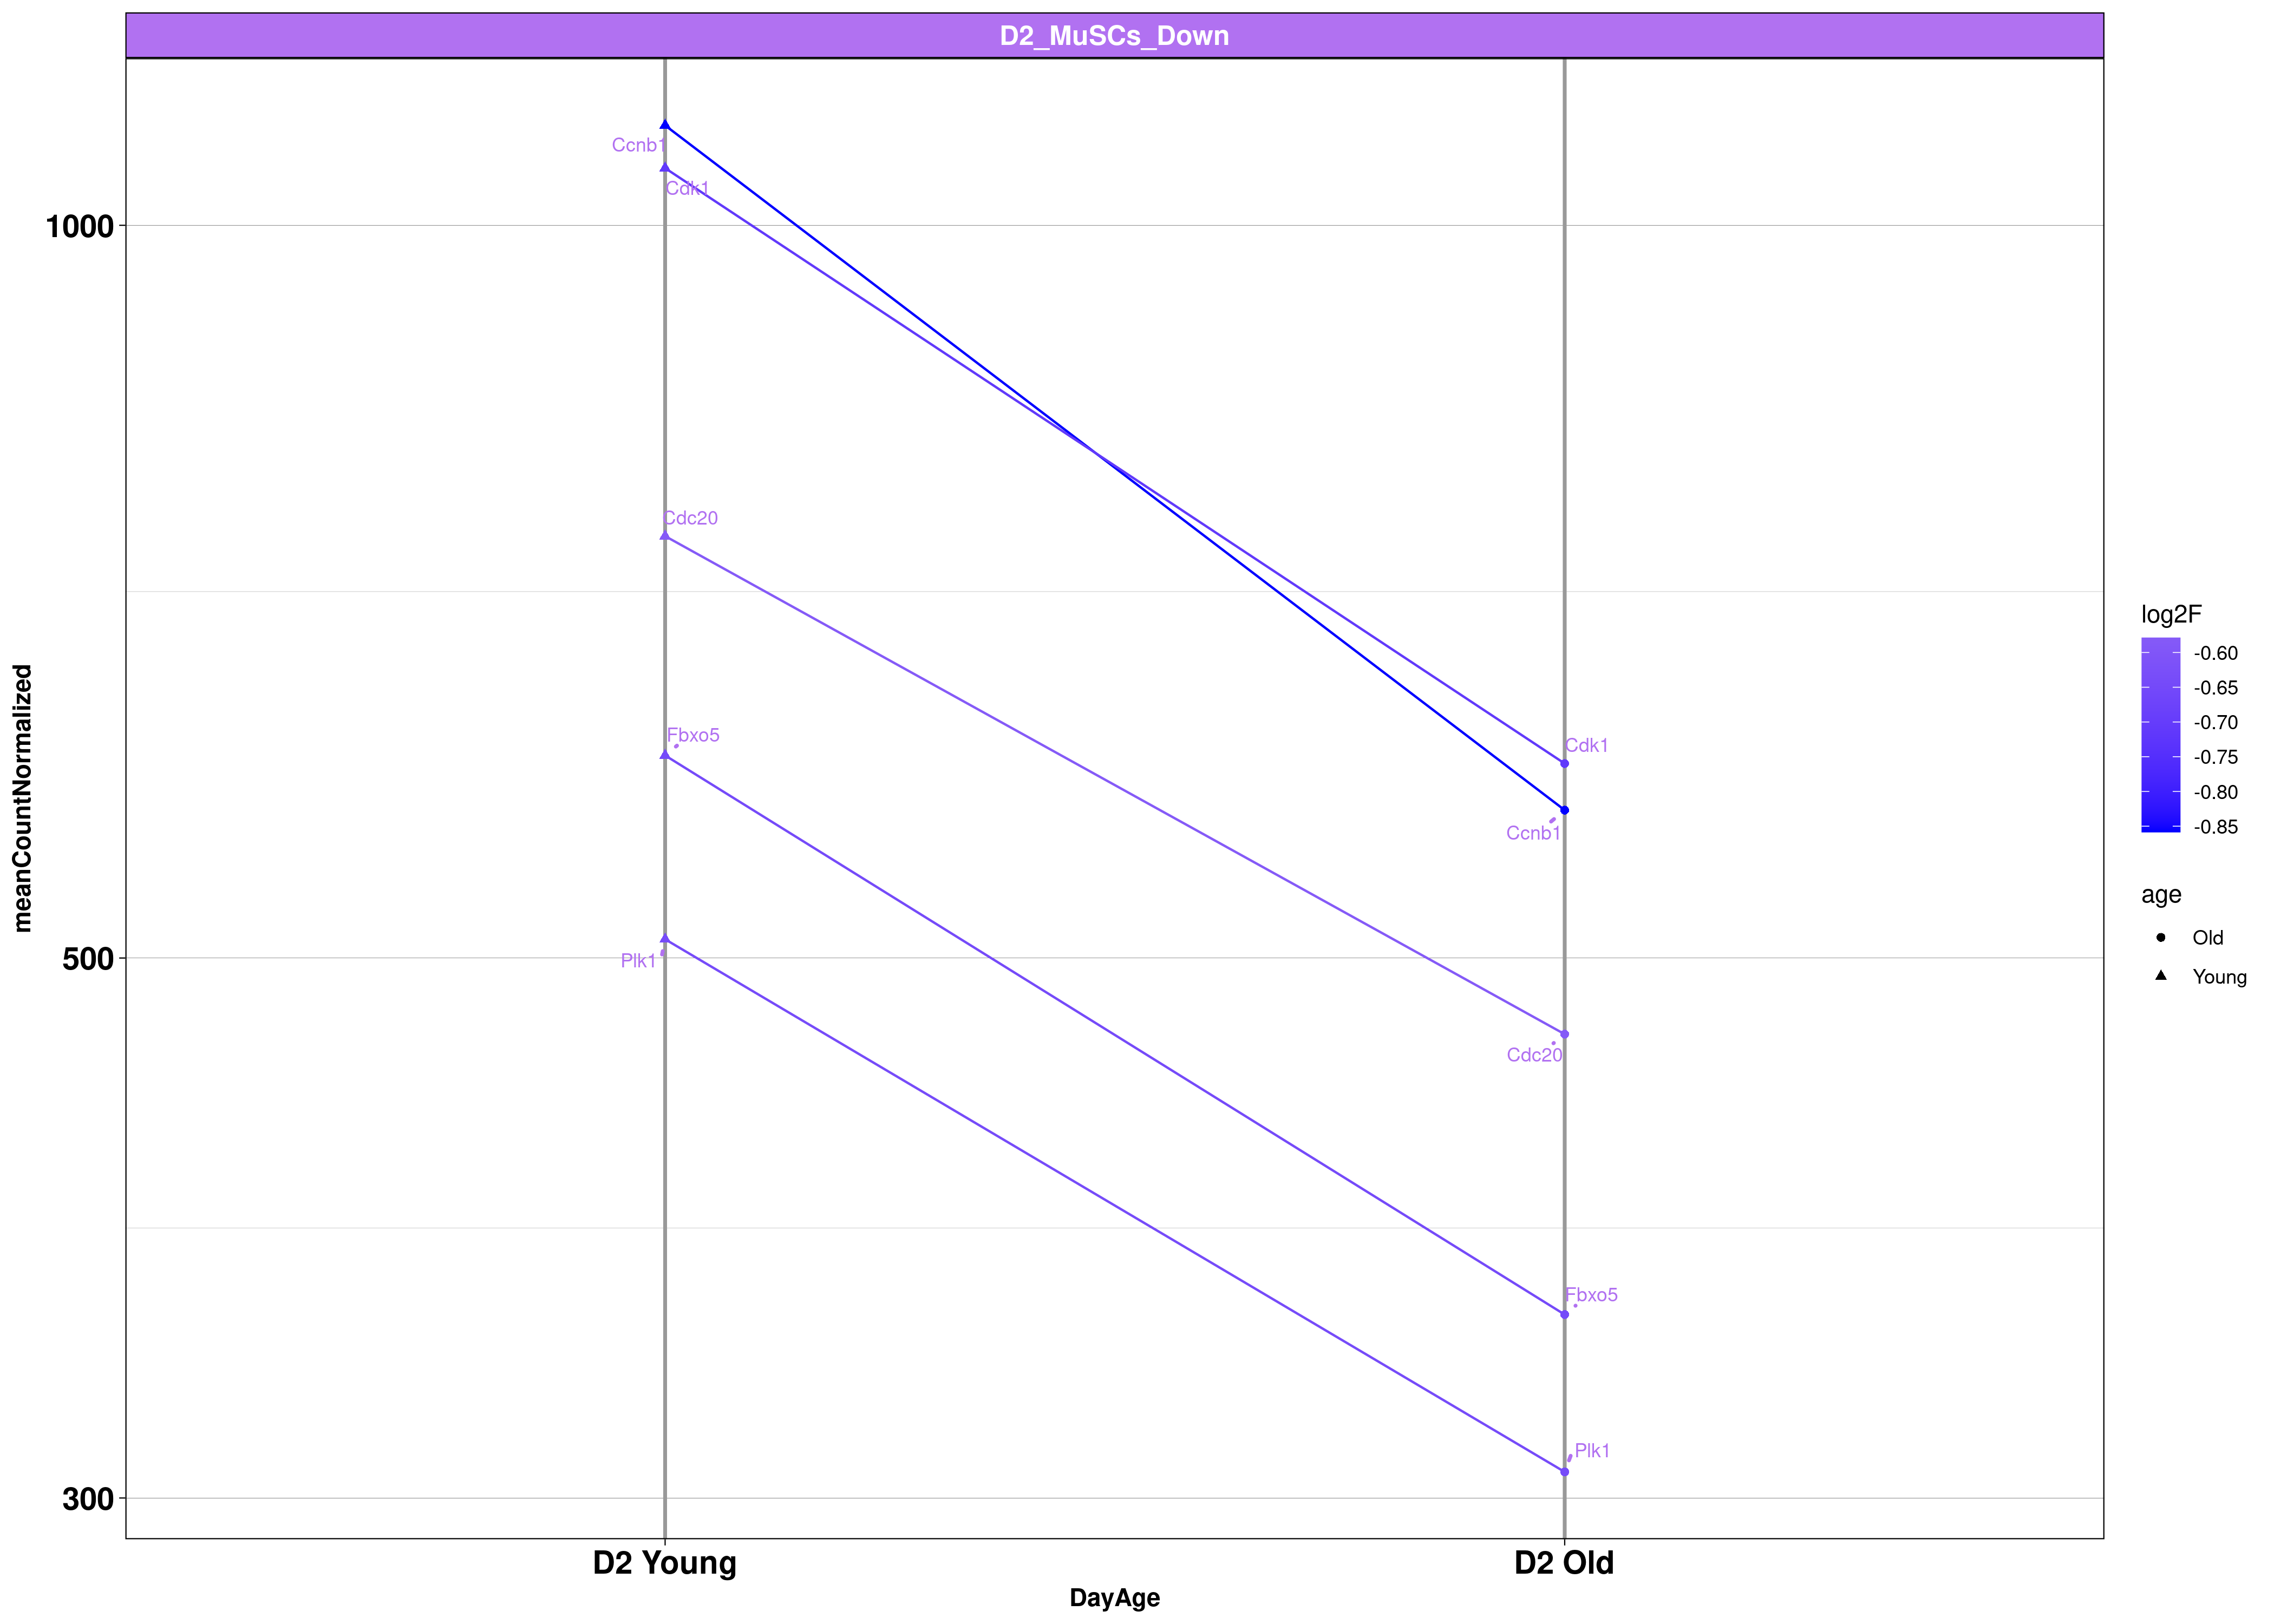 D2_MuSCs_Down
Ccnb1
Cdk1
1000
Cdc20
Fbxo5
Cdk1
Ccnb1
Plk1
500
Cdc20
Fbxo5
Plk1
300
meanCountNormalized
D2 Young
D2 Old
DayAge
log2F
-0.60
-0.65
-0.70
-0.75
-0.80
-0.85
age
Old
Young